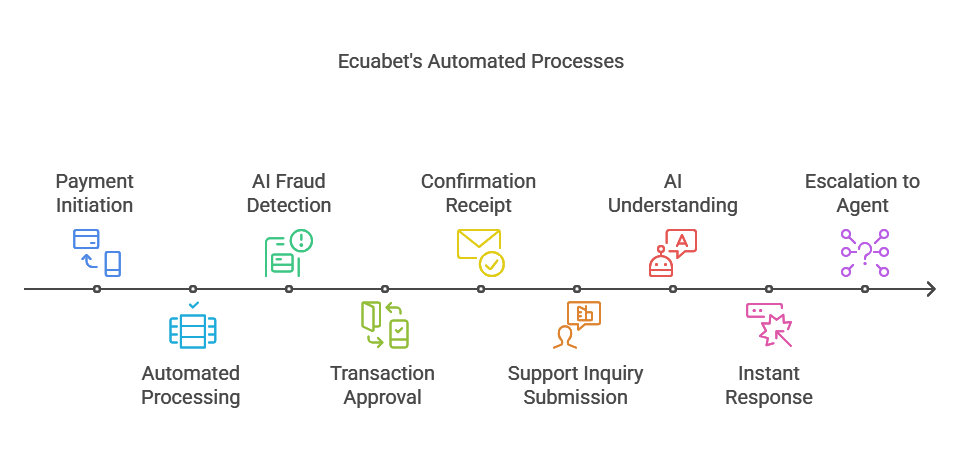 Ecuabet's Automated Processes
Payment
Initiation
AI Fraud
Detection
Confirmation
Receipt
AI
Understanding
Escalation to
Agent
A
Automated
Processing
Transaction
Approval
Support Inquiry
Submission
Instant
Response